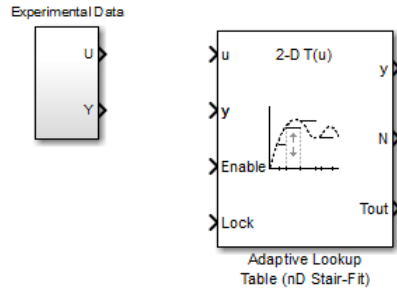 Experimental Data
U
Y
u
2-D T(u)
y
y
N
Enable
Tout
Lock
Adaptive Lookup
Table (nD Stair-Fit)